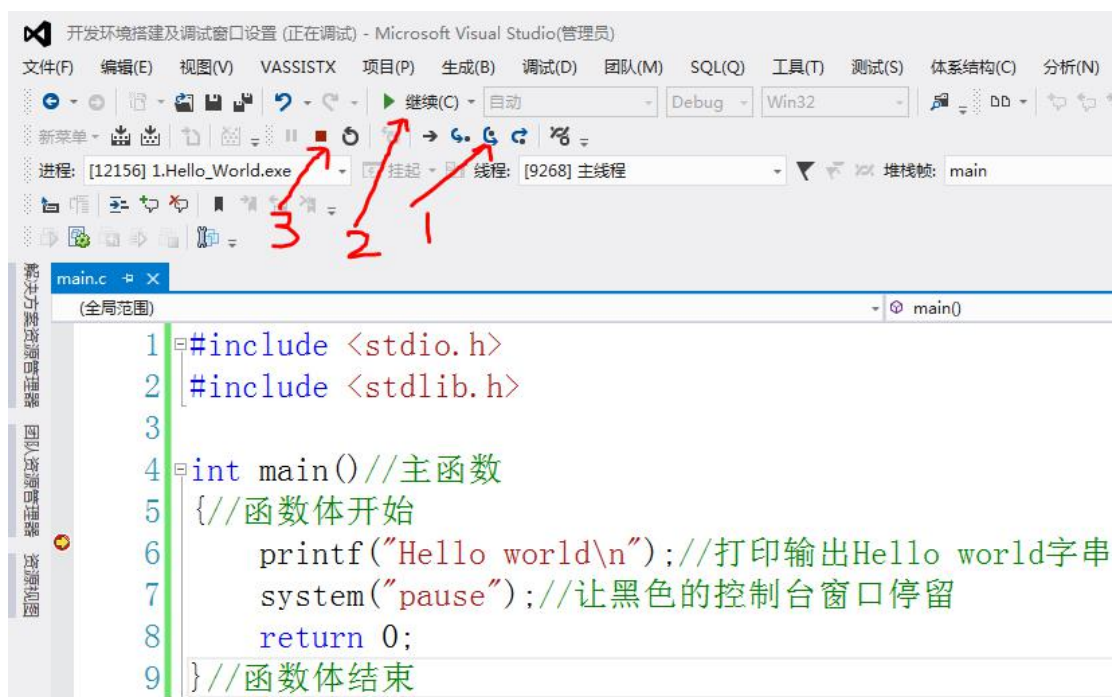 开发环境搭建及调试窗口设置 (正在调试) - Microsoft Visual Studio(管理员)
文件(F) 编辑(E) 视图(V) VASSISTX 项目(P) 生成(B) 调试(D) 团队(M) SQL(Q) 工具(T) 测试(S) 体系结构(C) 分析(N)
继续(C) 自动 Debug Win32
新菜单
进程: [12156] 1.Hello_World.exe 挂起 线程: [9268] 主线程 堆栈帧: main
3 2 1
解决方案资源管理器
团队资源管理器
资源视图
main.c
(全局范围) main()
1 #include <stdio.h>
2 #include <stdlib.h>
3
4 int main()//主函数
5 {//函数体开始
6 printf("Hello world\n");//打印输出Hello world字串
7 system("pause");//让黑色的控制台窗口停留
8 return 0;
9 }//函数体结束